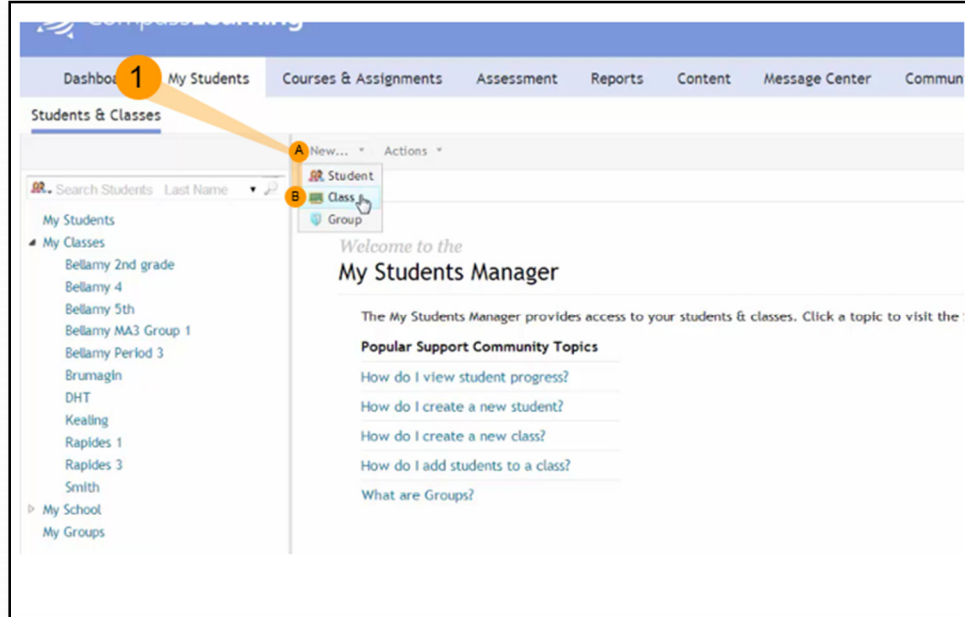 CompassLearning
Dashboa 1 My Students Courses & Assignments Assessment Reports Content Message Center Commun
Students & Classes
A New... Actions
Student
B Class
Group
Search Students Last Name
My Students
My Classes
Bellamy 2nd grade
Bellamy 4
Bellamy 5th
Bellamy MA3 Group 1
Bellamy Period 3
Brumagin
DHT
Kealing
Rapides 1
Rapides 3
Smith
My School
My Groups
Welcome to the
My Students Manager
The My Students Manager provides access to your students & classes. Click a topic to visit the
Popular Support Community Topics
How do I view student progress?
How do I create a new student?
How do I create a new class?
How do I add students to a class?
What are Groups?